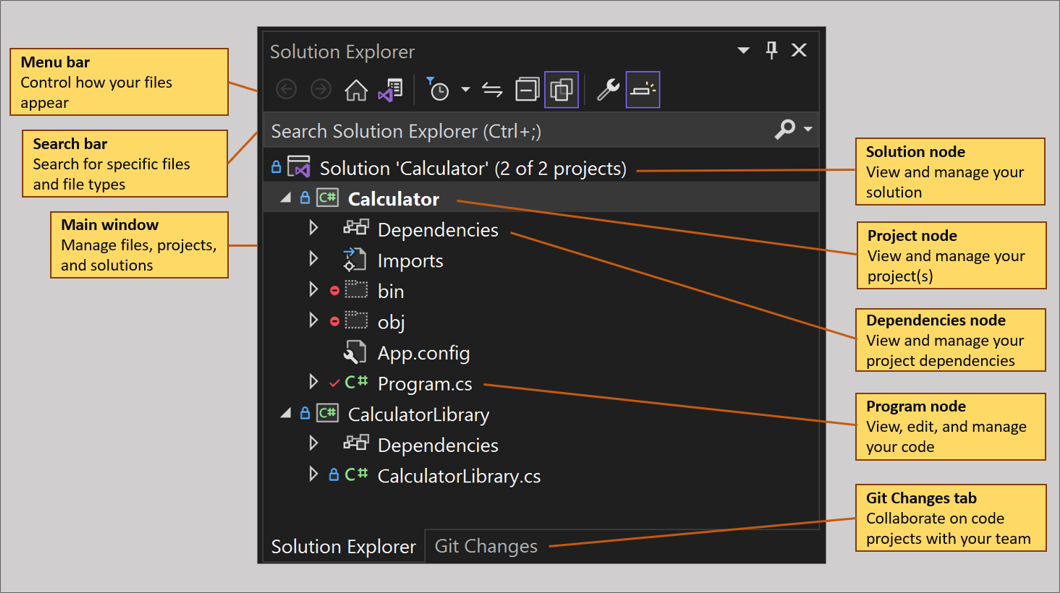 Menu bar
Control how your files
appear
Search bar
Search for specific files
and file types
Main window
Manage files, projects,
and solutions
Solution Explorer
Search Solution Explorer (Ctrl+;)
Solution 'Calculator' (2 of 2 projects)
C# Calculator
Dependencies
Imports
bin
obj
App.config
C# Program.cs
C# CalculatorLibrary
Dependencies
C# CalculatorLibrary.cs
Solution Explorer
Git Changes
Solution node
View and manage your
solution
Project node
View and manage your
project(s)
Dependencies node
View and manage your
project dependencies
Program node
View, edit, and manage
your code
Git Changes tab
Collaborate on code
projects with your team